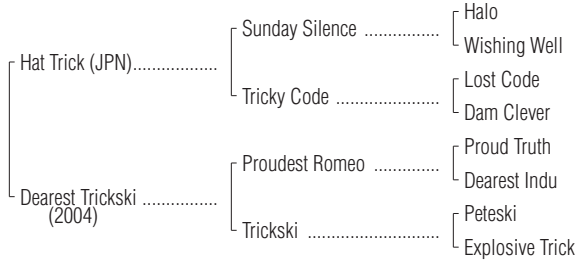 Halo
Sunday Silence ................
Wishing Well
Hat Trick (JPN)..................
Lost Code
Tricky Code ......................
Dam Clever
Proud Truth
Proudest Romeo ..............
Dearest Indu
Dearest Trickski ................
(2004)
Peteski
Trickski ............................
Explosive Trick